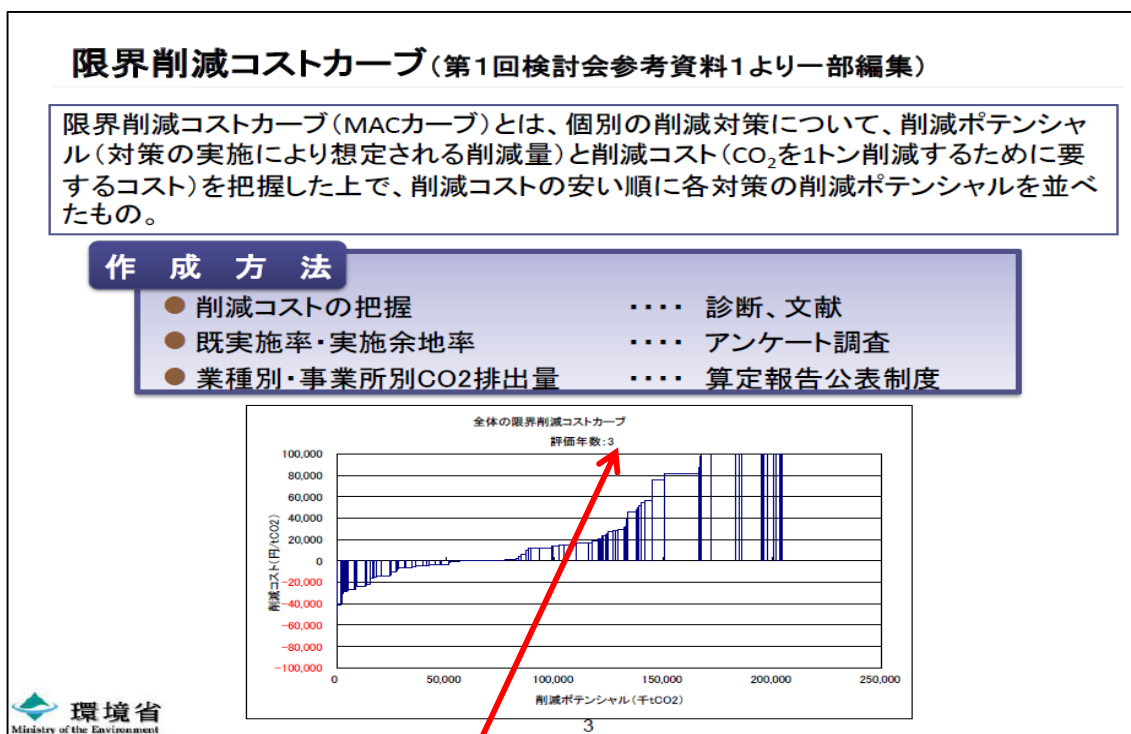 限界削減コストカーブ(第1回検討会参考資料1より一部編集)
限界削減コストカーブ(MACカーブ)とは、個別の削減対策について、削減ポテンシャ
ル(対策の実施により想定される削減量)と削減コスト(CO₂を1トン削減するために要
するコスト)を把握した上で、削減コストの安い順に各対策の削減ポテンシャルを並べ
たもの。
作 成 方 法
● 削減コストの把握 ・・・・ 診断、文献
● 既実施率・実施余地率 ・・・・ アンケート調査
● 業種別・事業所別CO2排出量 ・・・・ 算定報告公表制度
全体の限界削減コストカーブ
評価年数:3
削減コスト(円/tCO2)
100,000
80,000
60,000
40,000
20,000
0
-20,000
-40,000
-60,000
-80,000
-100,000
0 50,000 100,000 150,000 200,000 250,000
削減ポテンシャル(千tCO2)
環境省
Ministry of the Environment
3